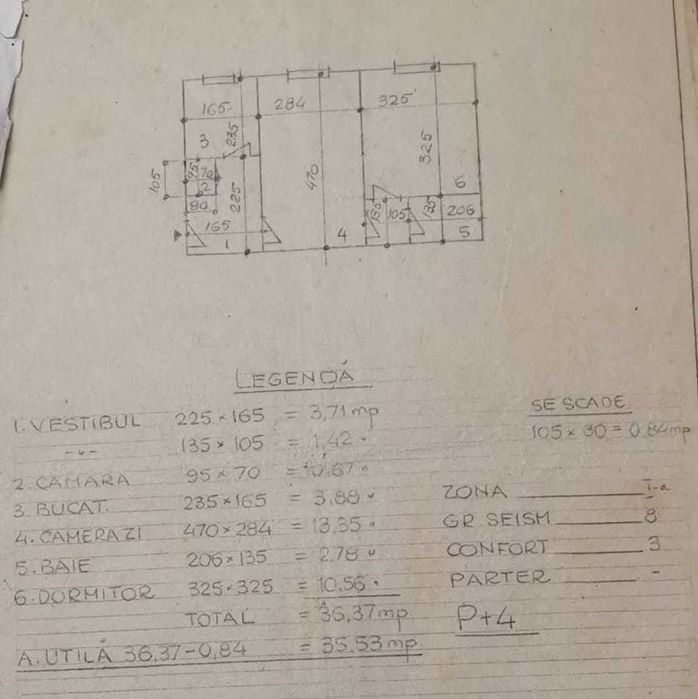 165 284 325
3 235
95 70 470 325
105 2 6
80 225 135 105 135 206
165
1 4 5
LEGENDĂ
1. VESTIBUL 225 × 165 = 3,71 mp
-〃- 135 × 105 = 1,42 〃
2. CAMARA 95 × 70 = 0,67 〃
3. BUCAT. 235 × 165 = 3,88 〃
4. CAMERA ZI 470 × 284 = 13,35 〃
5. BAIE 206 × 135 = 2,78 〃
6. DORMITOR 325 × 325 = 10,56 〃
TOTAL = 36,37 mp
A. UTILĂ 36,37 - 0,84 = 35,53 mp
SE SCADE
105 × 80 = 0,84 mp
ZONA I-a
GR. SEISM 8
CONFORT 3
PARTER -
P+4